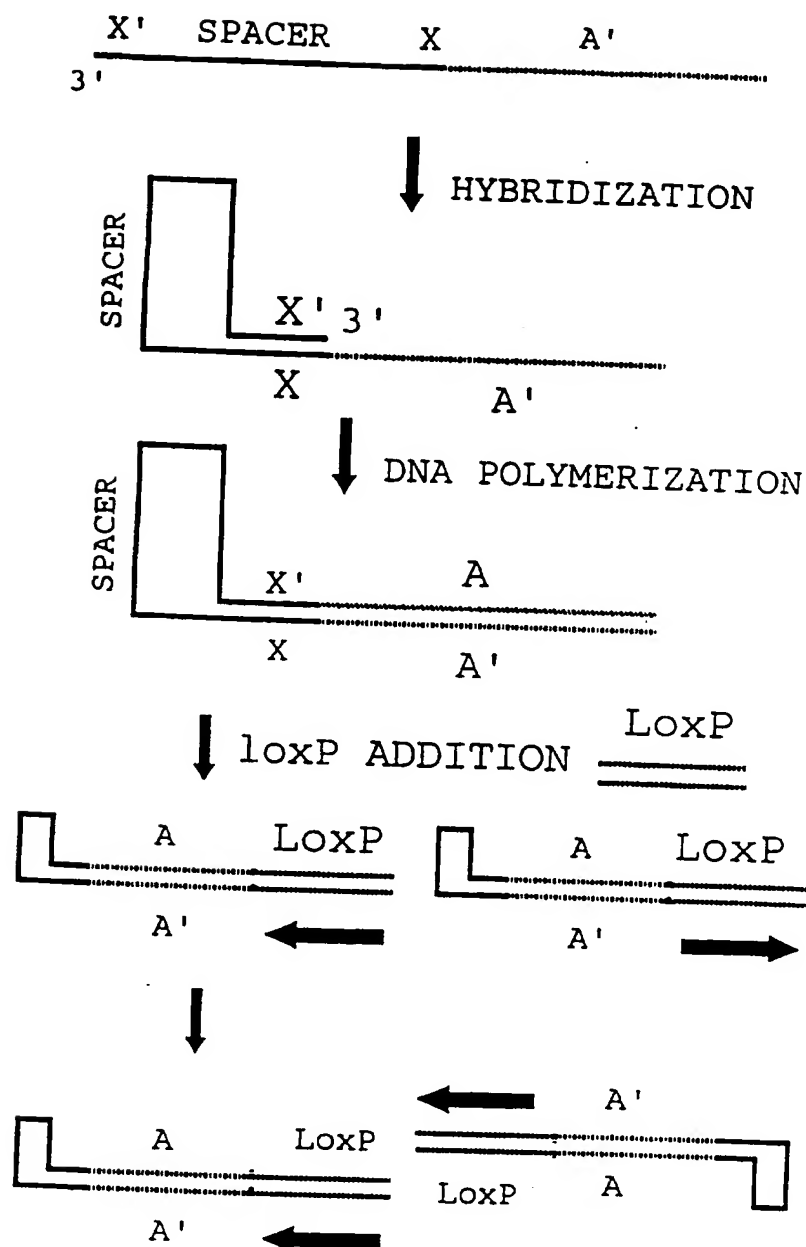 X' SPACER X A'
3'
HYBRIDIZATION
SPACER
X' 3'
X A'
DNA POLYMERIZATION
SPACER
X' A
X A'
LoxP
loxP ADDITION
A LoxP A LoxP
A' A'
A'
A LoxP
LoxP A
A'